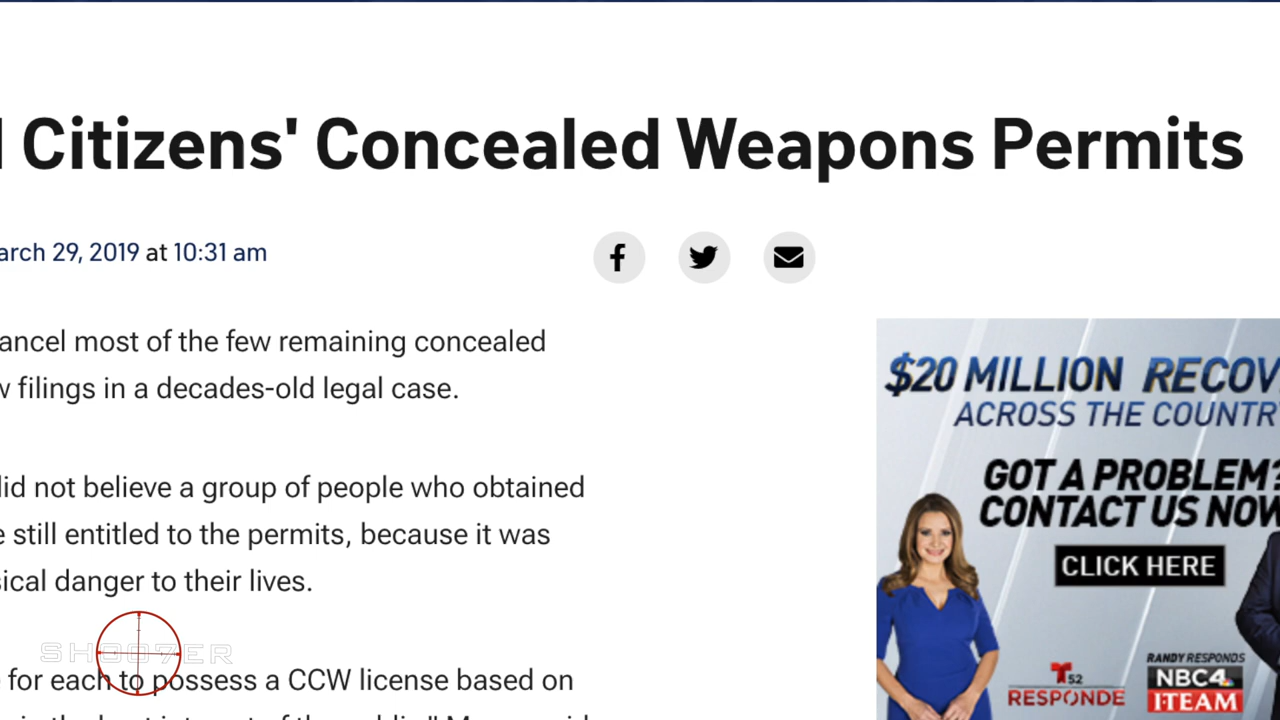 Citizens' Concealed Weapons Permits
arch 29, 2019 at 10:31 am
ancel most of the few remaining concealed
w filings in a decades-old legal case.
did not believe a group of people who obtained
e still entitled to the permits, because it was
sical danger to their lives.
SHOO7ER
for each to possess a CCW license based on
$20 MILLION RECOV
ACROSS THE COUNTR
GOT A PROBLEM?
CONTACT US NOW
CLICK HERE
52
RESPONDE
RANDY RESPONDS
NBC4
I-TEAM